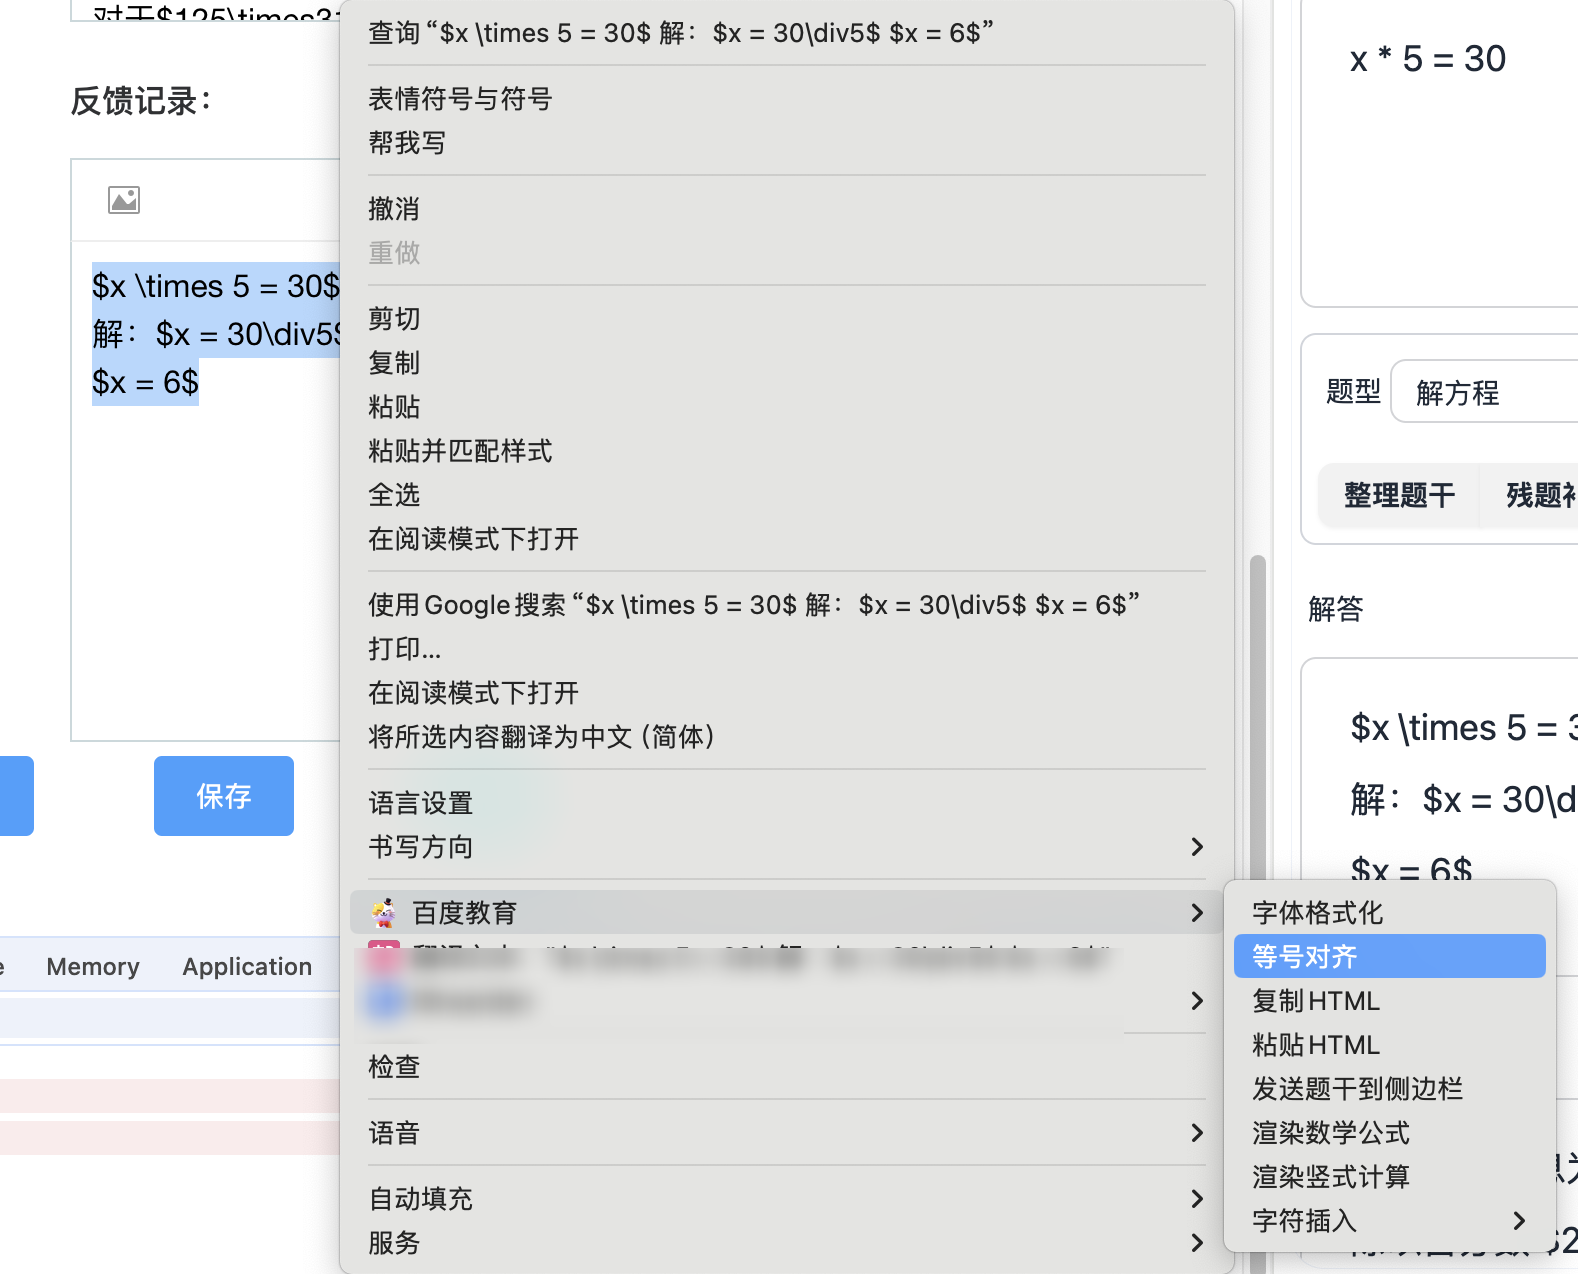 反馈记录：
$x \times 5 = 30$
解：$x = 30\div5$
$x = 6$
保存
Memory
Application
查询“$x \times 5 = 30$ 解：$x = 30\div5$ $x = 6$”
表情符号与符号
帮我写
撤消
重做
剪切
复制
粘贴
粘贴并匹配样式
全选
在阅读模式下打开
使用Google搜索“$x \times 5 = 30$ 解：$x = 30\div5$ $x = 6$”
打印...
在阅读模式下打开
将所选内容翻译为中文 (简体)
语言设置
书写方向
百度教育
检查
语音
自动填充
服务
字体格式化
等号对齐
复制HTML
粘贴HTML
发送题干到侧边栏
渲染数学公式
渲染竖式计算
字符插入
x * 5 = 30
题型
解方程
整理题干
残题
解答
$x \times 5 =
解：$x = 30\d
$x = 6$